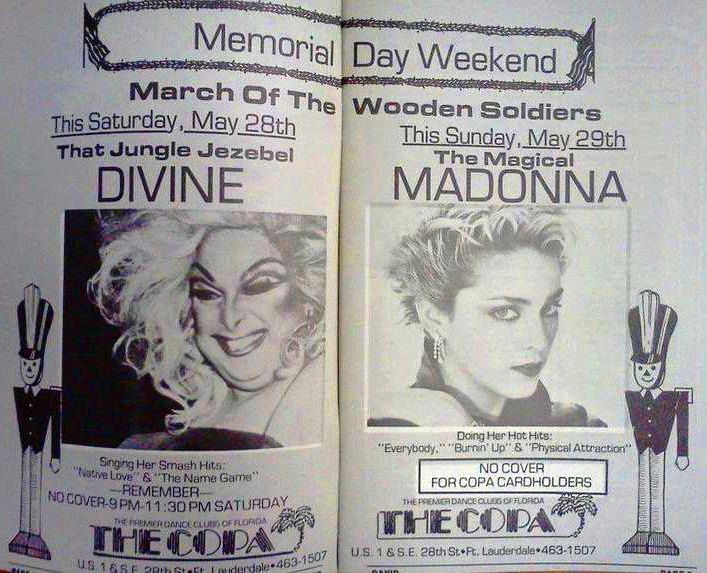 Memorial Day Weekend
March Of The Wooden Soldiers
This Saturday, May 28th
That Jungle Jezebel
DIVINE
Singing Her Smash Hits:
"Native Love" & "The Name Game"
—REMEMBER—
NO COVER-9 PM-11:30 PM SATURDAY
THE PREMIER DANCE CLUBS OF FLORIDA
THE COPA
U.S. 1 & S.E. 28th St•Ft. Lauderdale•463-1507
This Sunday, May 29th
The Magical
MADONNA
Doing Her Hot Hits:
"Everybody," "Burnin' Up" & "Physical Attraction"
NO COVER
FOR COPA CARDHOLDERS
THE PREMIER DANCE CLUBS OF FLORIDA
THE COPA
U.S. 1 & S.E. 28th St•Ft. Lauderdale•463-1507